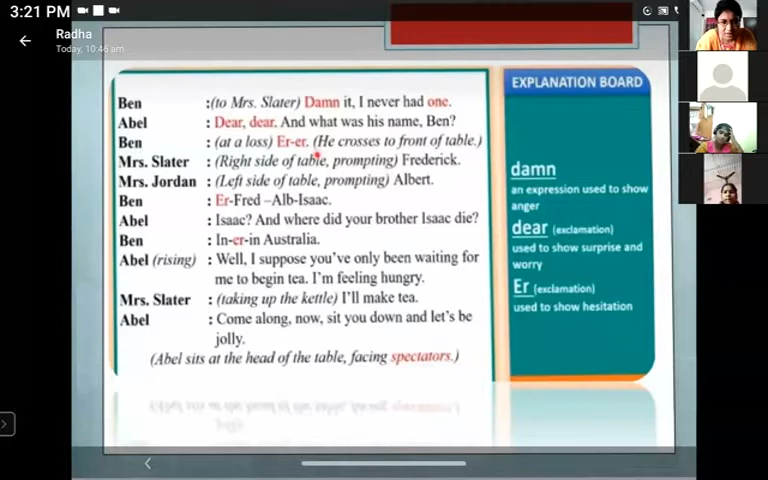 3:21 PM
Radha
Today, 10:46 am
EXPLANATION BOARD
Ben :(to Mrs. Slater) Damn it, I never had one.
Abel : Dear, dear. And what was his name, Ben?
Ben : (at a loss) Er-er. (He crosses to front of table.)
Mrs. Slater : (Right side of table, prompting) Frederick.
Mrs. Jordan : (Left side of table, prompting) Albert.
Ben : Er-Fred –Alb-Isaac.
Abel : Isaac? And where did your brother Isaac die?
Ben : In-er-in Australia.
Abel (rising) : Well, I suppose you've only been waiting for
me to begin tea. I'm feeling hungry.
Mrs. Slater : (taking up the kettle) I'll make tea.
Abel : Come along, now, sit you down and let's be
jolly.
(Abel sits at the head of the table, facing spectators.)
damn
an expression used to show
anger
dear (exclamation)
used to show surprise and
worry
Er (exclamation)
used to show hesitation